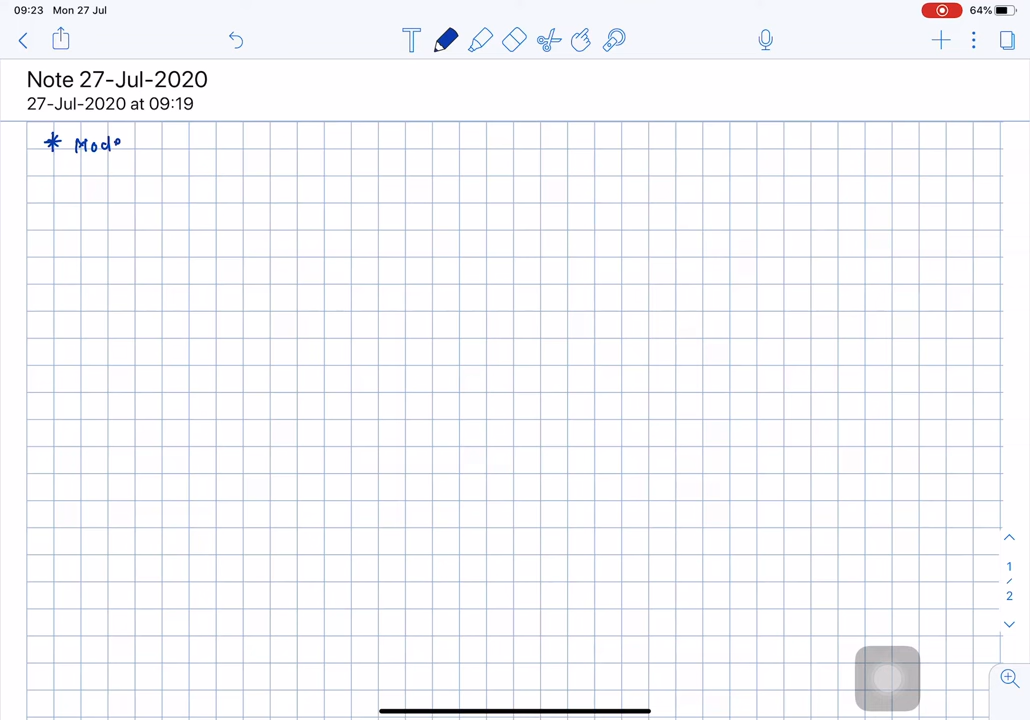 09:23 Mon 27 Jul 64%
T
Note 27-Jul-2020
27-Jul-2020 at 09:19
* Mode
1
/
2